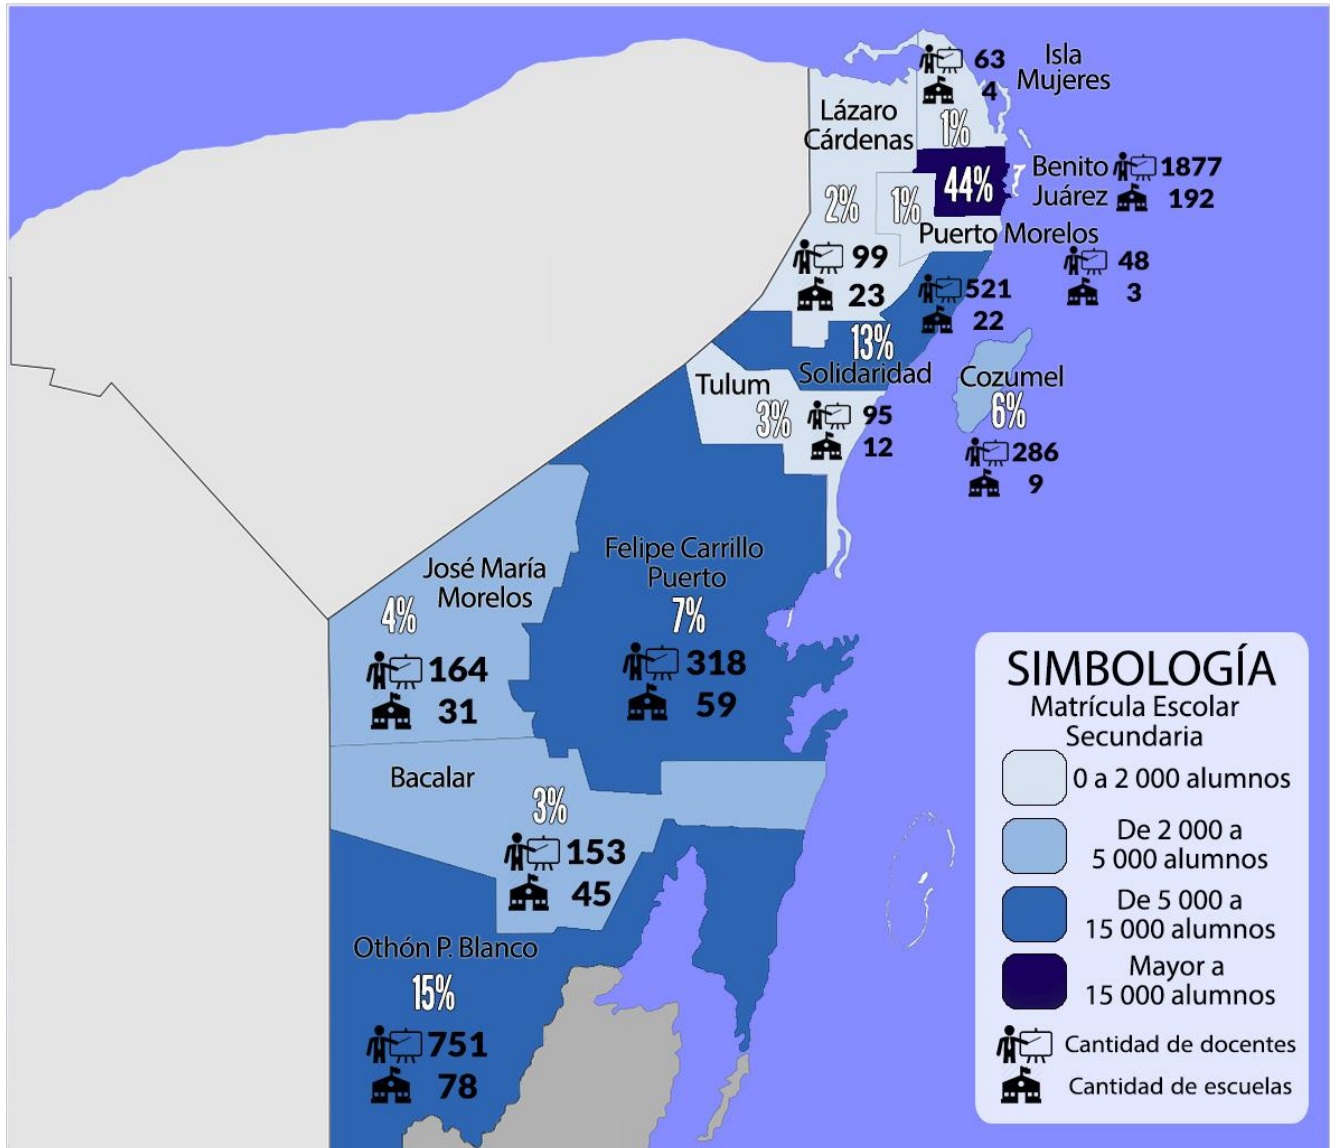 63
4
Isla
Mujeres
1%
Lázaro
Cárdenas
2%
99
23
44%
Benito
Juárez
1877
192
1%
Puerto Morelos
48
3
521
22
13%
Solidaridad
Cozumel
6%
286
9
Tulum
3%
95
12
José María
Morelos
4%
164
31
Felipe Carrillo
Puerto
7%
318
59
Bacalar
3%
153
45
Othón P. Blanco
15%
751
78
SIMBOLOGÍA
Matrícula Escolar
Secundaria
0 a 2 000 alumnos
De 2 000 a
5 000 alumnos
De 5 000 a
15 000 alumnos
Mayor a
15 000 alumnos
Cantidad de docentes
Cantidad de escuelas